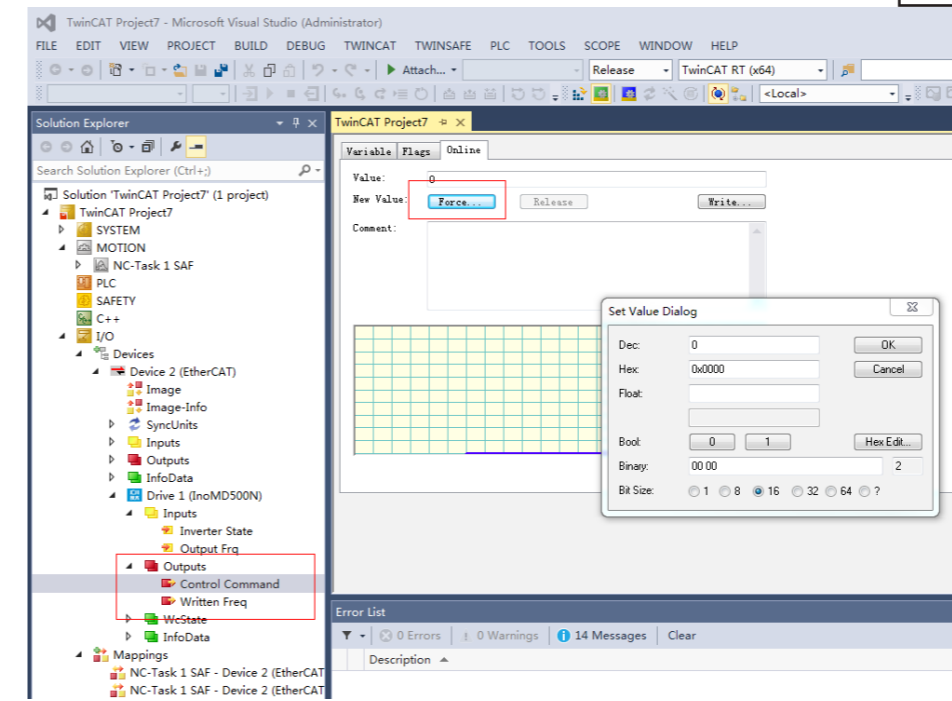 TwinCAT Project7 - Microsoft Visual Studio (Administrator)
FILE EDIT VIEW PROJECT BUILD DEBUG TWINCAT TWINSAFE PLC TOOLS SCOPE WINDOW HELP
Attach... Release TwinCAT RT (x64)
<Local>
Solution Explorer
TwinCAT Project7
Search Solution Explorer (Ctrl+;)
Solution 'TwinCAT Project7' (1 project)
TwinCAT Project7
SYSTEM
MOTION
NC-Task 1 SAF
PLC
SAFETY
C++
I/O
Devices
Device 2 (EtherCAT)
Image
Image-Info
SyncUnits
Inputs
Outputs
InfoData
Drive 1 (InoMD500N)
Inputs
Inverter State
Output Frq
Outputs
Control Command
Written Freq
WcState
InfoData
Mappings
NC-Task 1 SAF - Device 2 (EtherCAT
NC-Task 1 SAF - Device 2 (EtherCAT
Variable Flags Online
Value: 0
New Value: Force... Release Write...
Comment:
Set Value Dialog
Dec: 0 OK
Hex: 0x0000 Cancel
Float:
Bool: 0 1 Hex Edit...
Binary: 00 00 2
Bit Size: 1 8 16 32 64 ?
Error List
0 Errors 0 Warnings 14 Messages Clear
Description